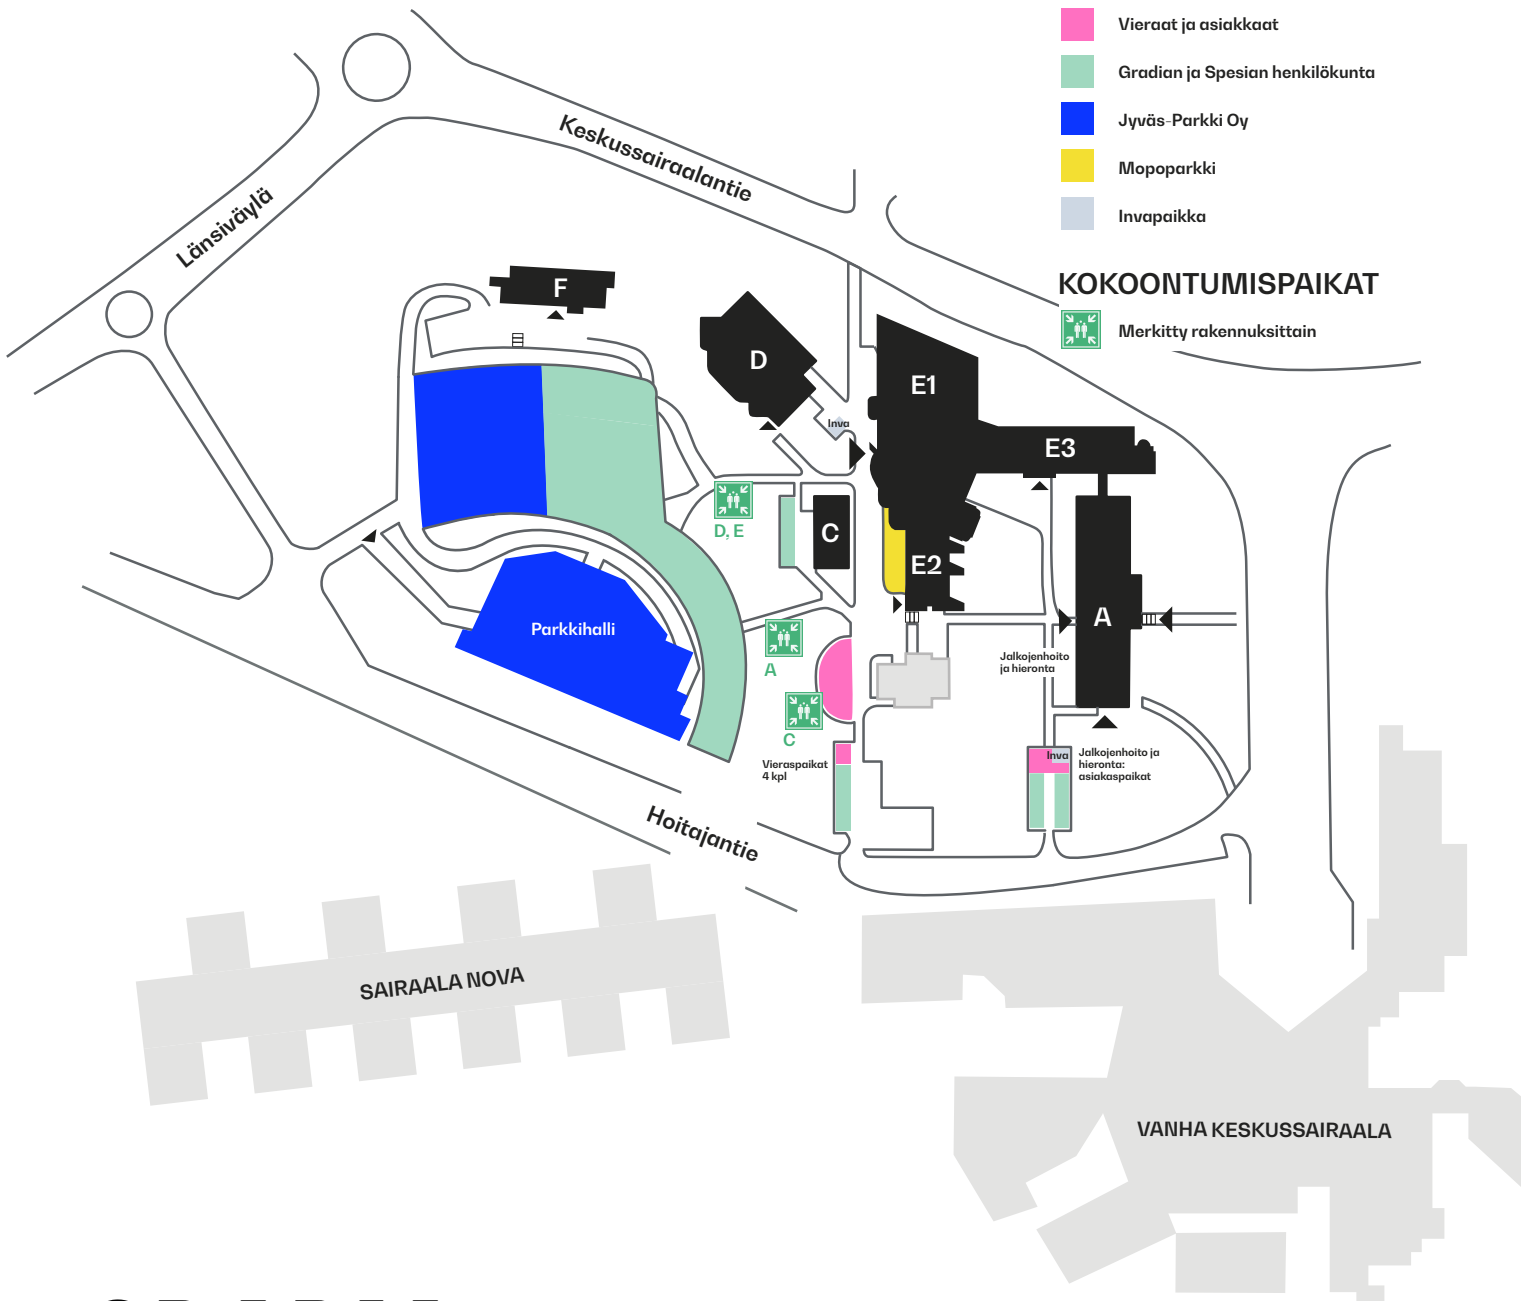 Vieraat ja asiakkaat
Gradian ja Spesian henkilökunta
Jyväs-Parkki Oy
Mopoparkki
Invapaikka
KOKOONTUMISPAIKAT
Merkitty rakennuksittain
Keskussairaalantie
Länsiväylä
F
D
E1
Inva
E3
D, E
C
E2
Parkkihalli
A
A
Jalkojenhoito
ja hieronta
C
Vieraspaikat
4 kpl
Inva
Jalkojenhoito ja
hieronta:
asiakaspaikat
Hoitajantie
SAIRAALA NOVA
VANHA KESKUSSAIRAALA